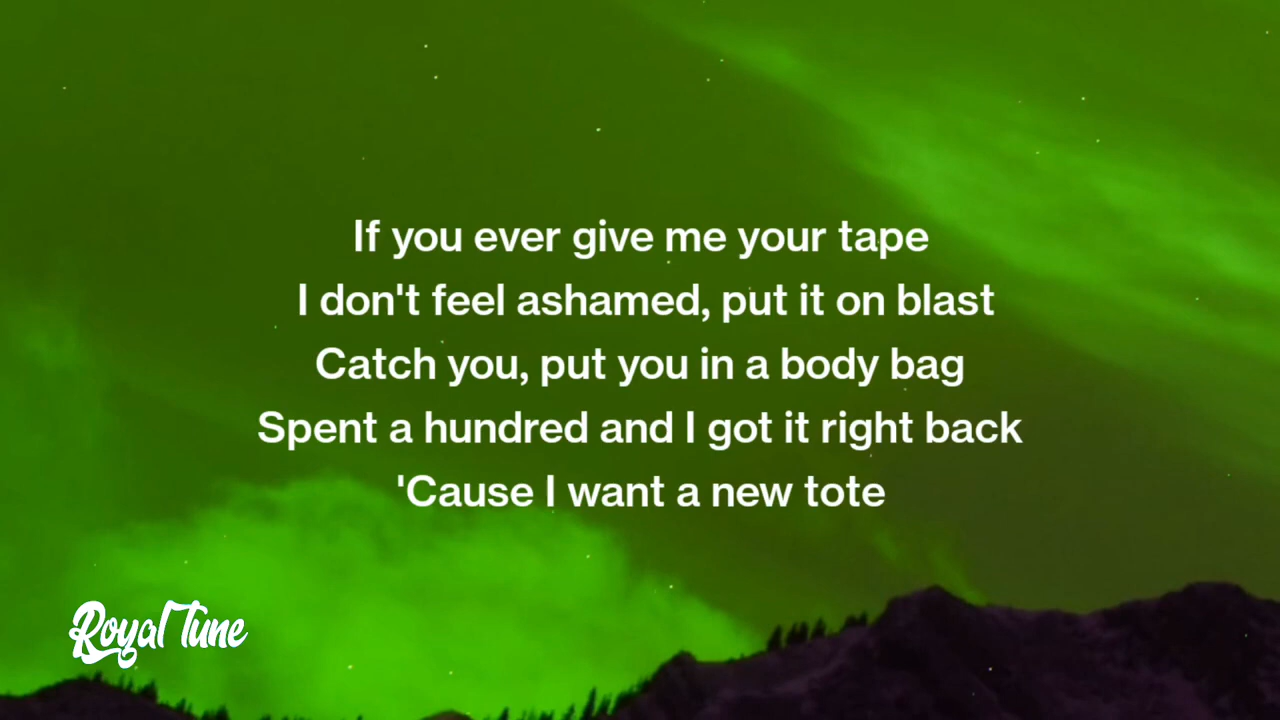 If you ever give me your tape
I don't feel ashamed, put it on blast
Catch you, put you in a body bag
Spent a hundred and I got it right back
'Cause I want a new tote
Royal Tune